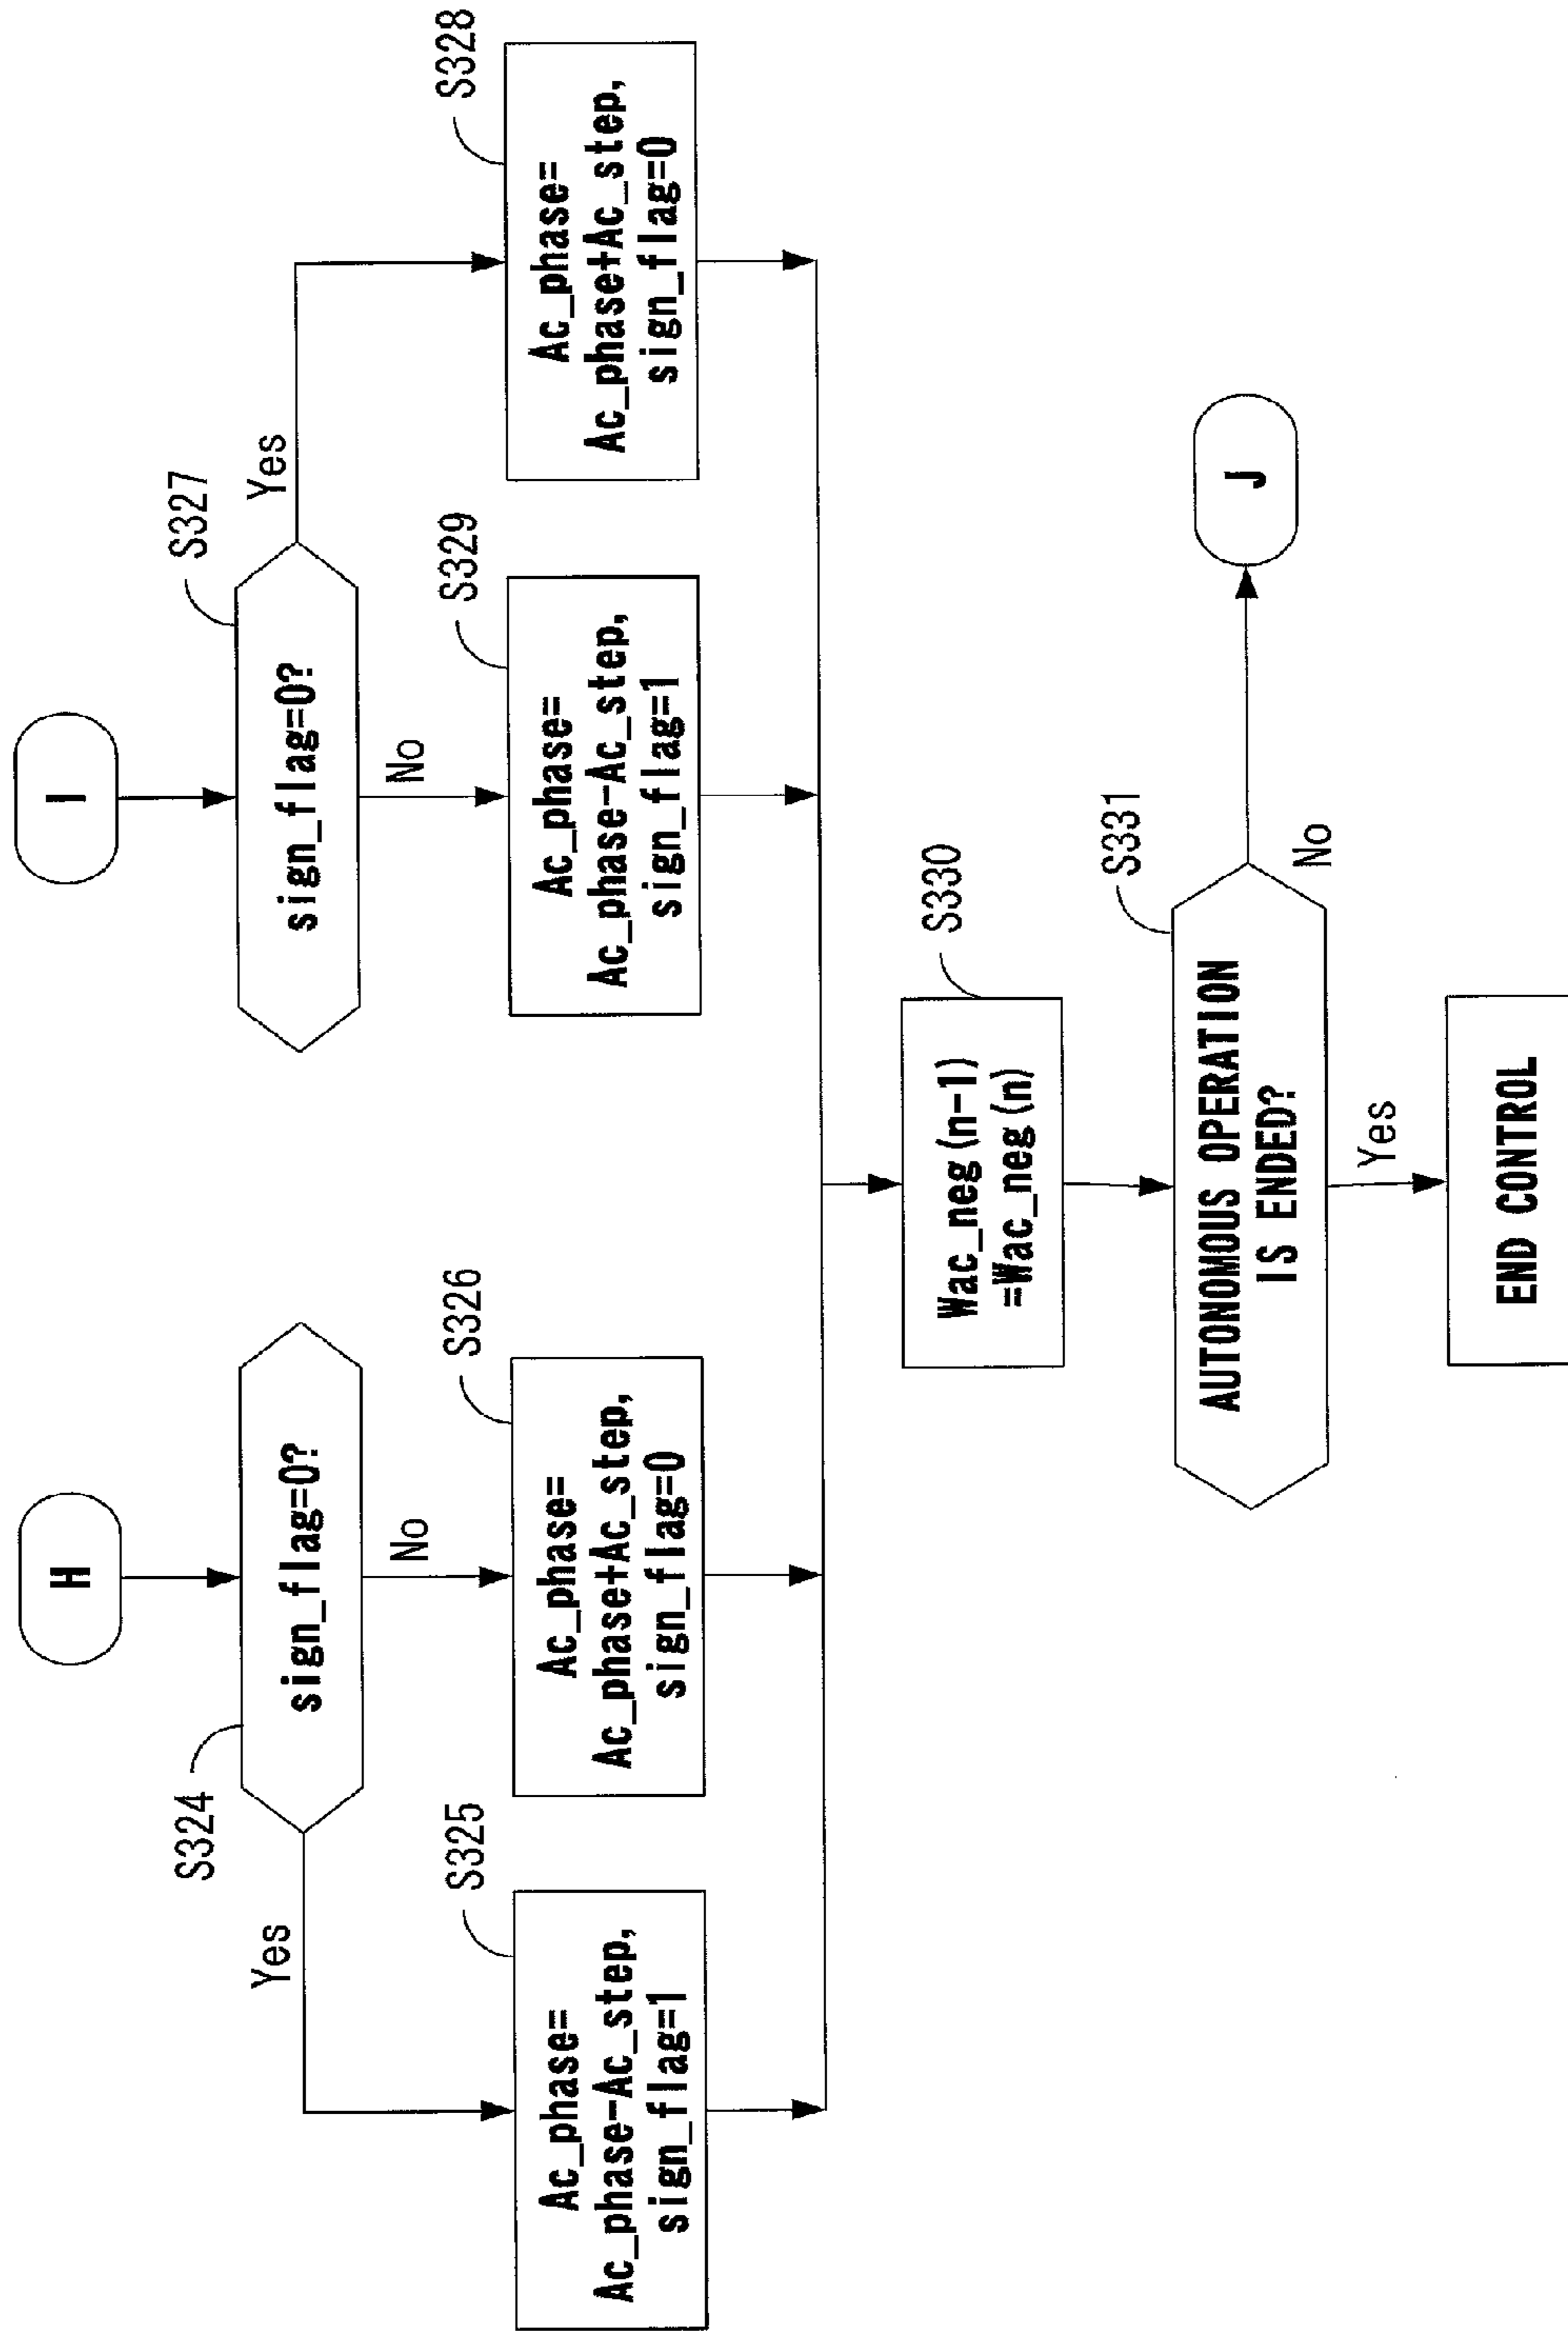 H
S324
sign_flag=0?
Yes
No
S325
Ac_phase=
Ac_phase-Ac_step,
sign_flag=1
S326
Ac_phase=
Ac_phase+Ac_step,
sign_flag=0
I
S327
sign_flag=0?
Yes
No
S329
Ac_phase=
Ac_phase-Ac_step,
sign_flag=1
S328
Ac_phase=
Ac_phase+Ac_step,
sign_flag=0
S330
Wac_neg(n-1)
=Wac_neg(n)
S331
AUTONOMOUS OPERATION
IS ENDED?
No
J
Yes
END CONTROL